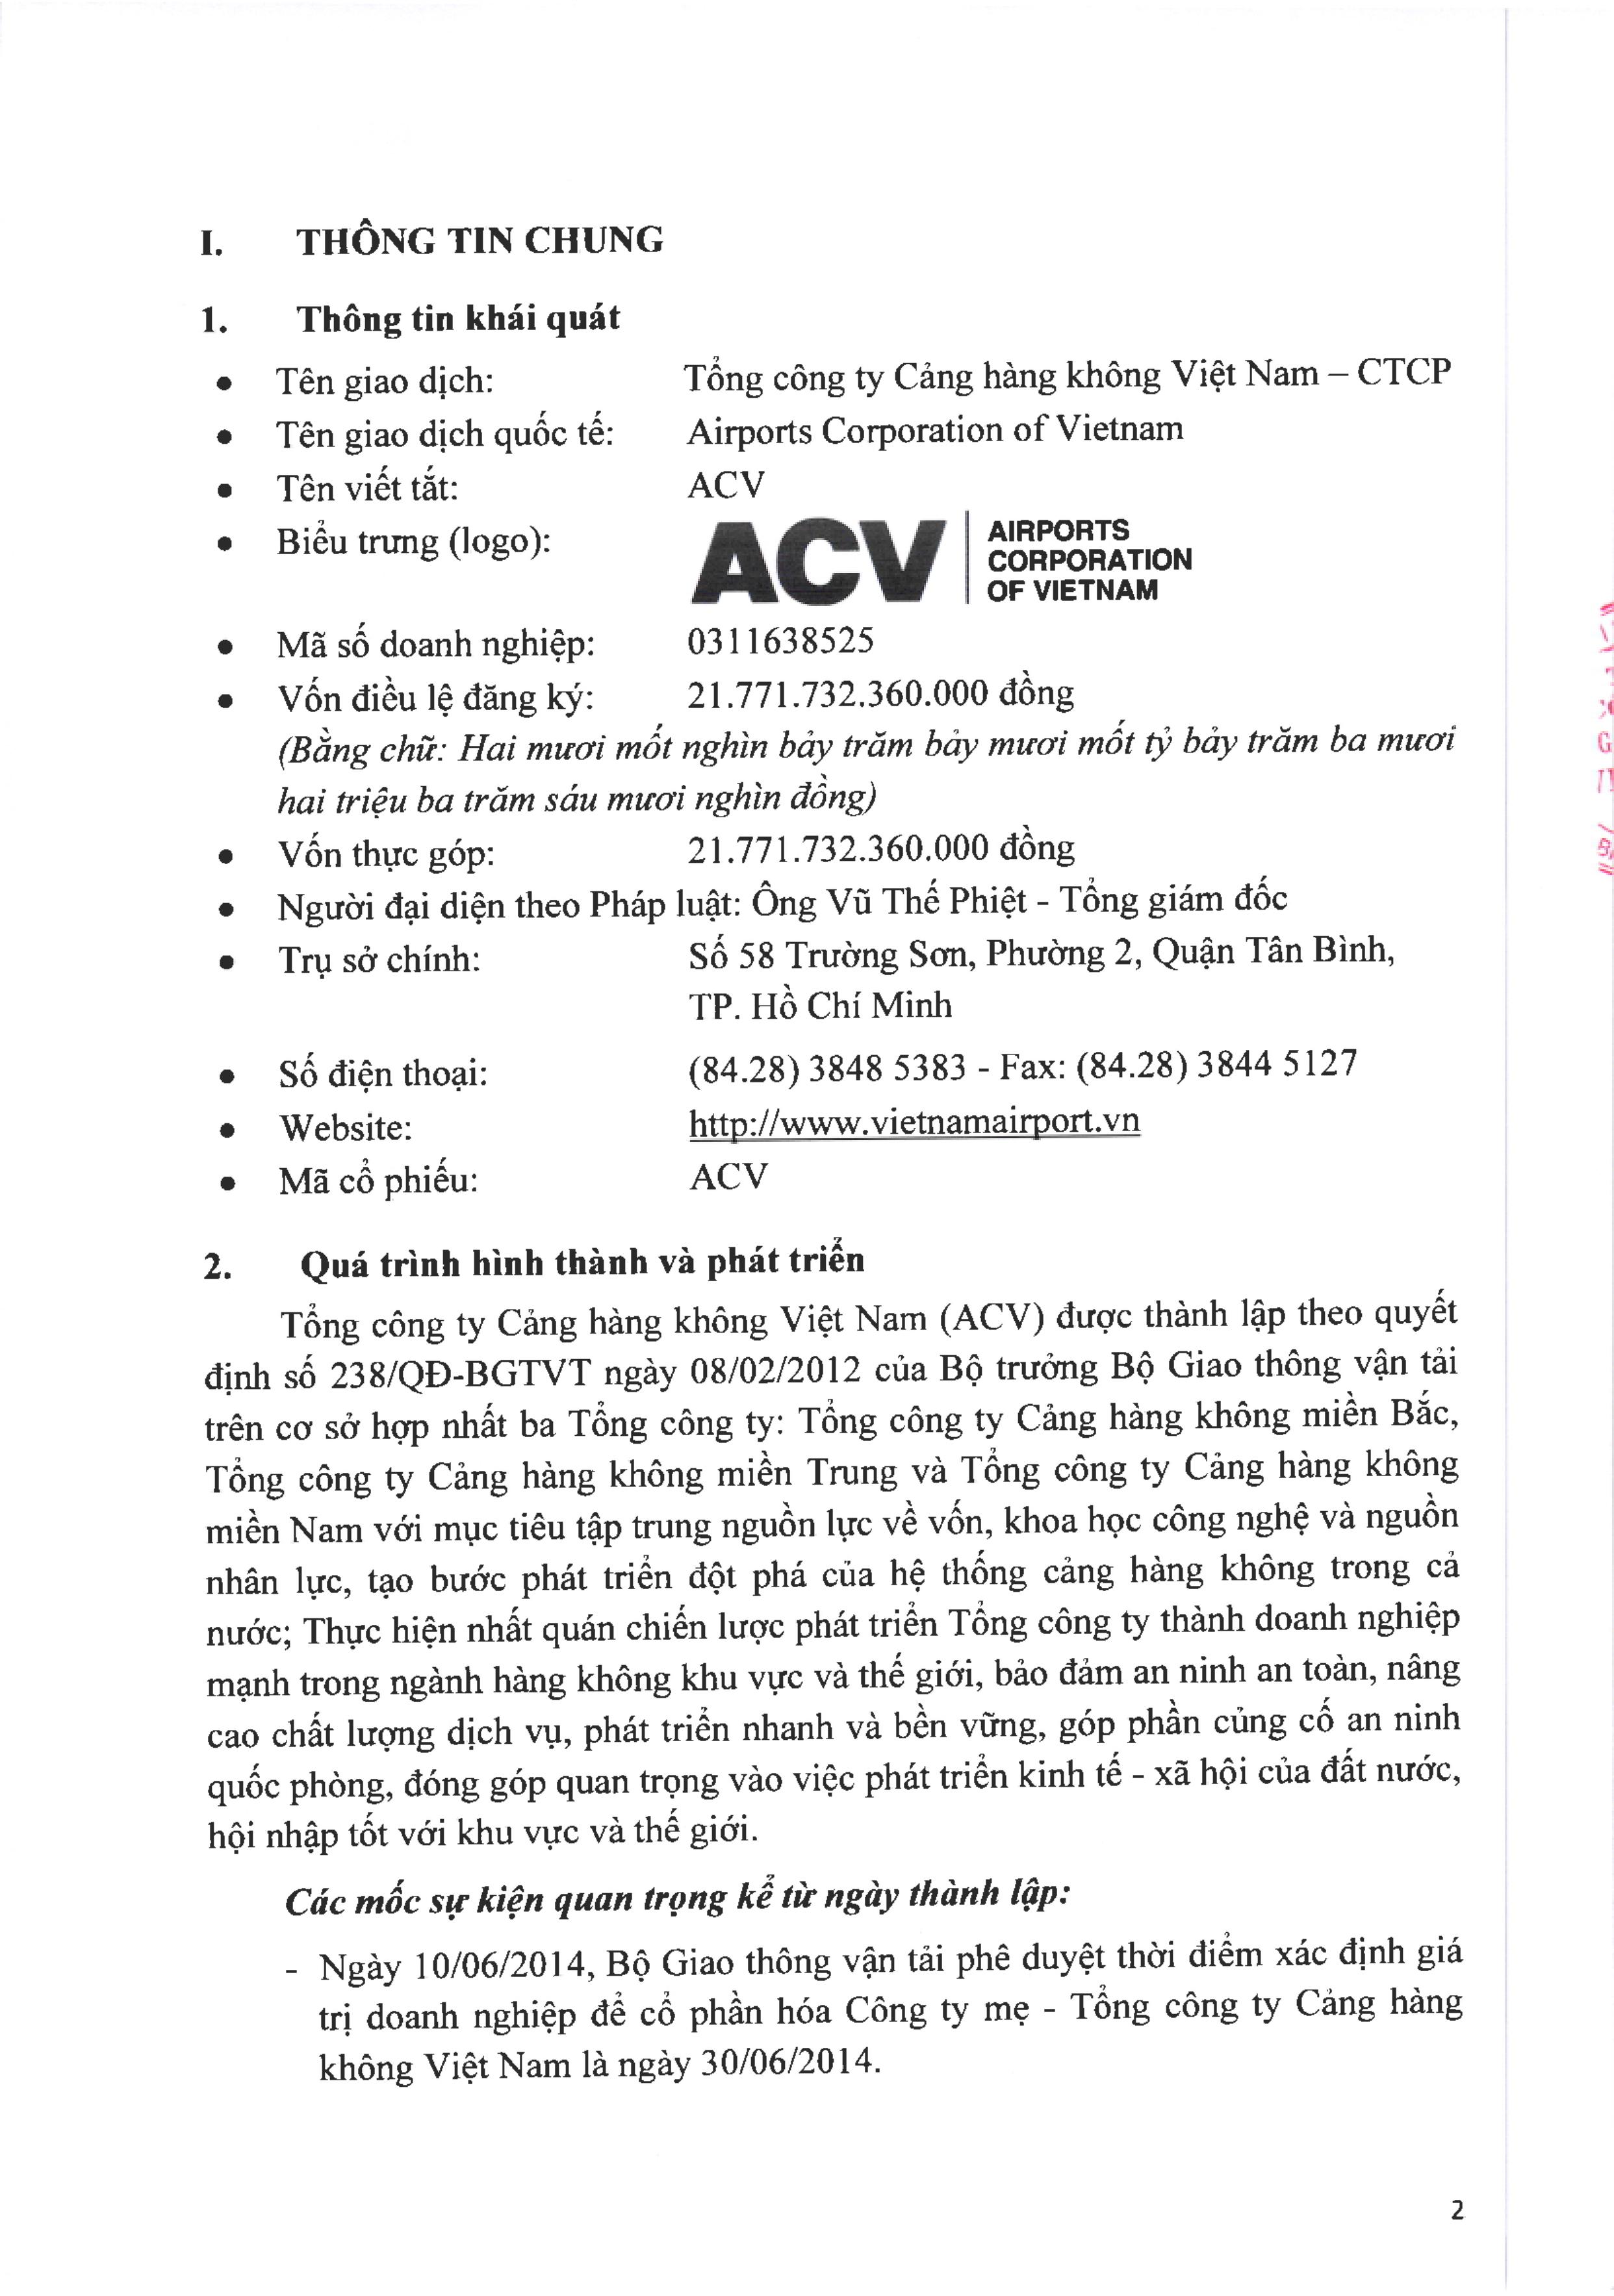 I. THÔNG TIN CHUNG
1. Thông tin khái quát
• Tên giao dịch: Tổng công ty Cảng hàng không Việt Nam – CTCP
• Tên giao dịch quốc tế: Airports Corporation of Vietnam
• Tên viết tắt: ACV
• Biểu trưng (logo): ACV AIRPORTS
CORPORATION
OF VIETNAM
• Mã số doanh nghiệp: 0311638525
• Vốn điều lệ đăng ký: 21.771.732.360.000 đồng
(Bằng chữ: Hai mươi mốt nghìn bảy trăm bảy mươi mốt tỷ bảy trăm ba mươi
hai triệu ba trăm sáu mươi nghìn đồng)
• Vốn thực góp: 21.771.732.360.000 đồng
• Người đại diện theo Pháp luật: Ông Vũ Thế Phiệt - Tổng giám đốc
• Trụ sở chính: Số 58 Trường Sơn, Phường 2, Quận Tân Bình,
TP. Hồ Chí Minh
• Số điện thoại: (84.28) 3848 5383 - Fax: (84.28) 3844 5127
• Website: http://www.vietnamairport.vn
• Mã cổ phiếu: ACV
2. Quá trình hình thành và phát triển
Tổng công ty Cảng hàng không Việt Nam (ACV) được thành lập theo quyết
định số 238/QĐ-BGTVT ngày 08/02/2012 của Bộ trưởng Bộ Giao thông vận tải
trên cơ sở hợp nhất ba Tổng công ty: Tổng công ty Cảng hàng không miền Bắc,
Tổng công ty Cảng hàng không miền Trung và Tổng công ty Cảng hàng không
miền Nam với mục tiêu tập trung nguồn lực về vốn, khoa học công nghệ và nguồn
nhân lực, tạo bước phát triển đột phá của hệ thống cảng hàng không trong cả
nước; Thực hiện nhất quán chiến lược phát triển Tổng công ty thành doanh nghiệp
mạnh trong ngành hàng không khu vực và thế giới, bảo đảm an ninh an toàn, nâng
cao chất lượng dịch vụ, phát triển nhanh và bền vững, góp phần củng cố an ninh
quốc phòng, đóng góp quan trọng vào việc phát triển kinh tế - xã hội của đất nước,
hội nhập tốt với khu vực và thế giới.
Các mốc sự kiện quan trọng kể từ ngày thành lập:
- Ngày 10/06/2014, Bộ Giao thông vận tải phê duyệt thời điểm xác định giá
trị doanh nghiệp để cổ phần hóa Công ty mẹ - Tổng công ty Cảng hàng
không Việt Nam là ngày 30/06/2014.
2